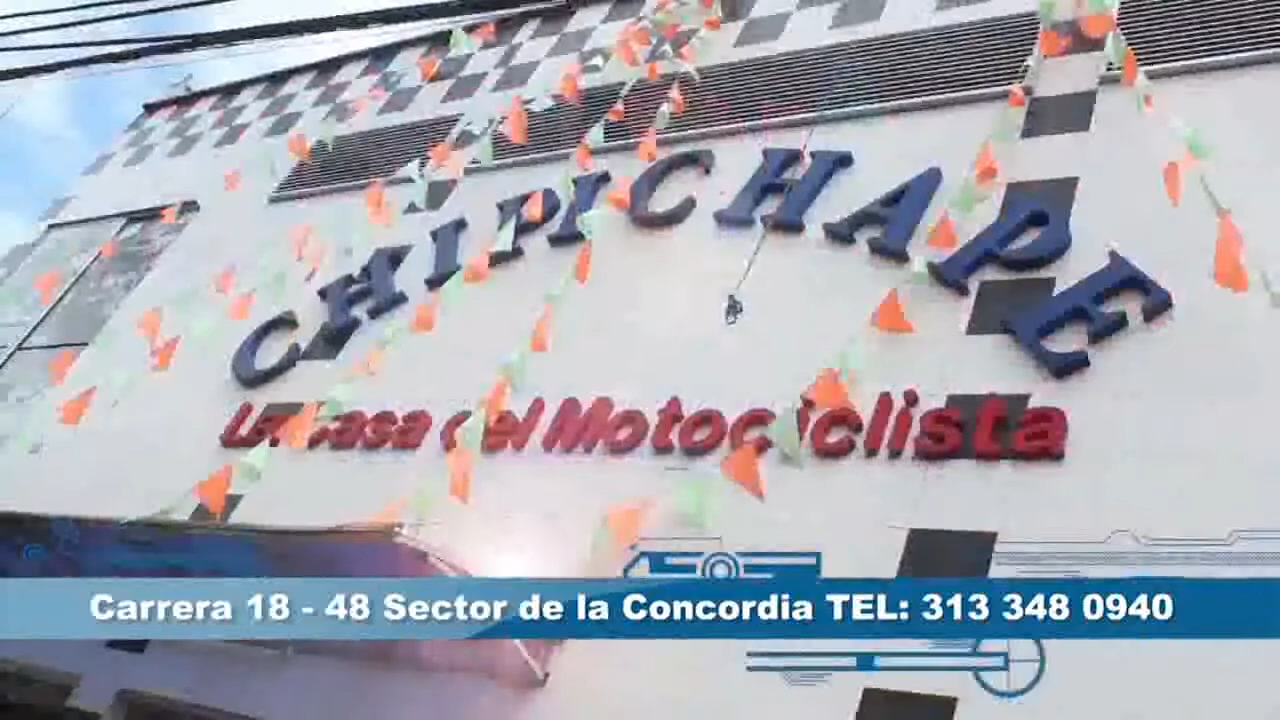 CHIPICHAPE
La Casa del Motociclista
Carrera 18 - 48 Sector de la Concordia TEL: 313 348 0940